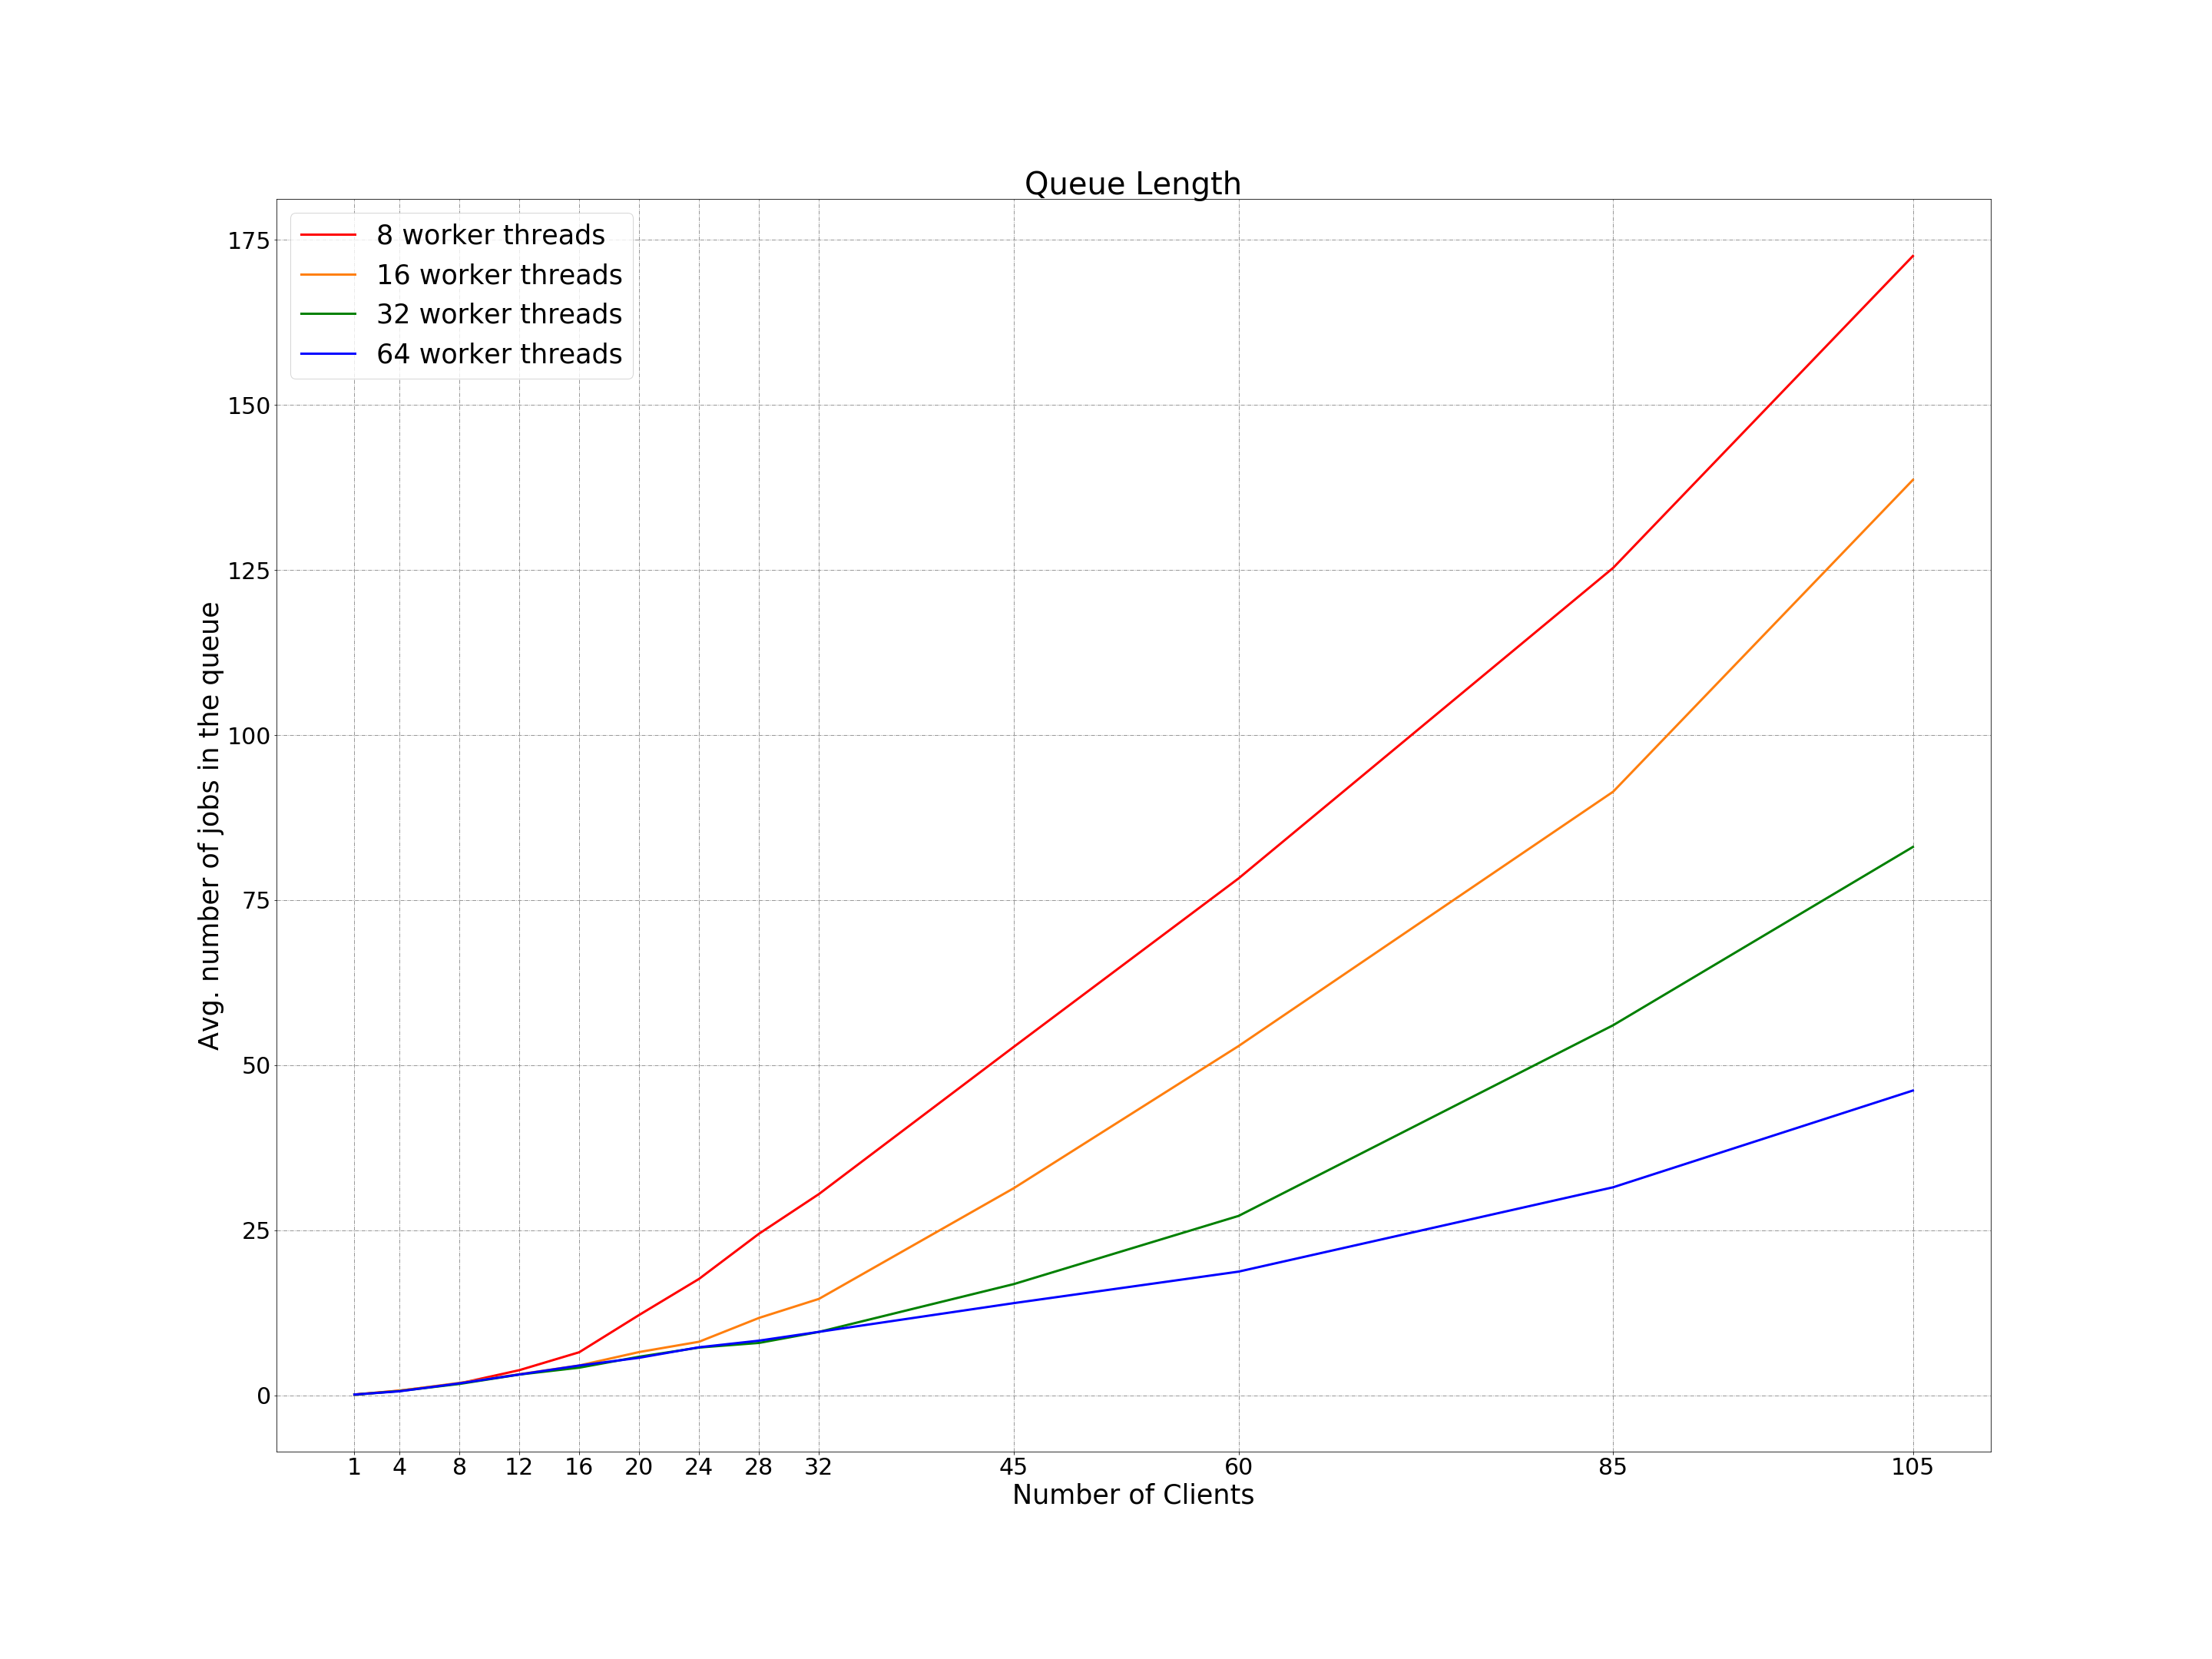 Queue Length
8 worker threads
16 worker threads
32 worker threads
64 worker threads
175
150
125
100
75
50
25
0
Avg. number of jobs in the queue
1 4 8 12 16 20 24 28 32 45 60 85 105
Number of Clients